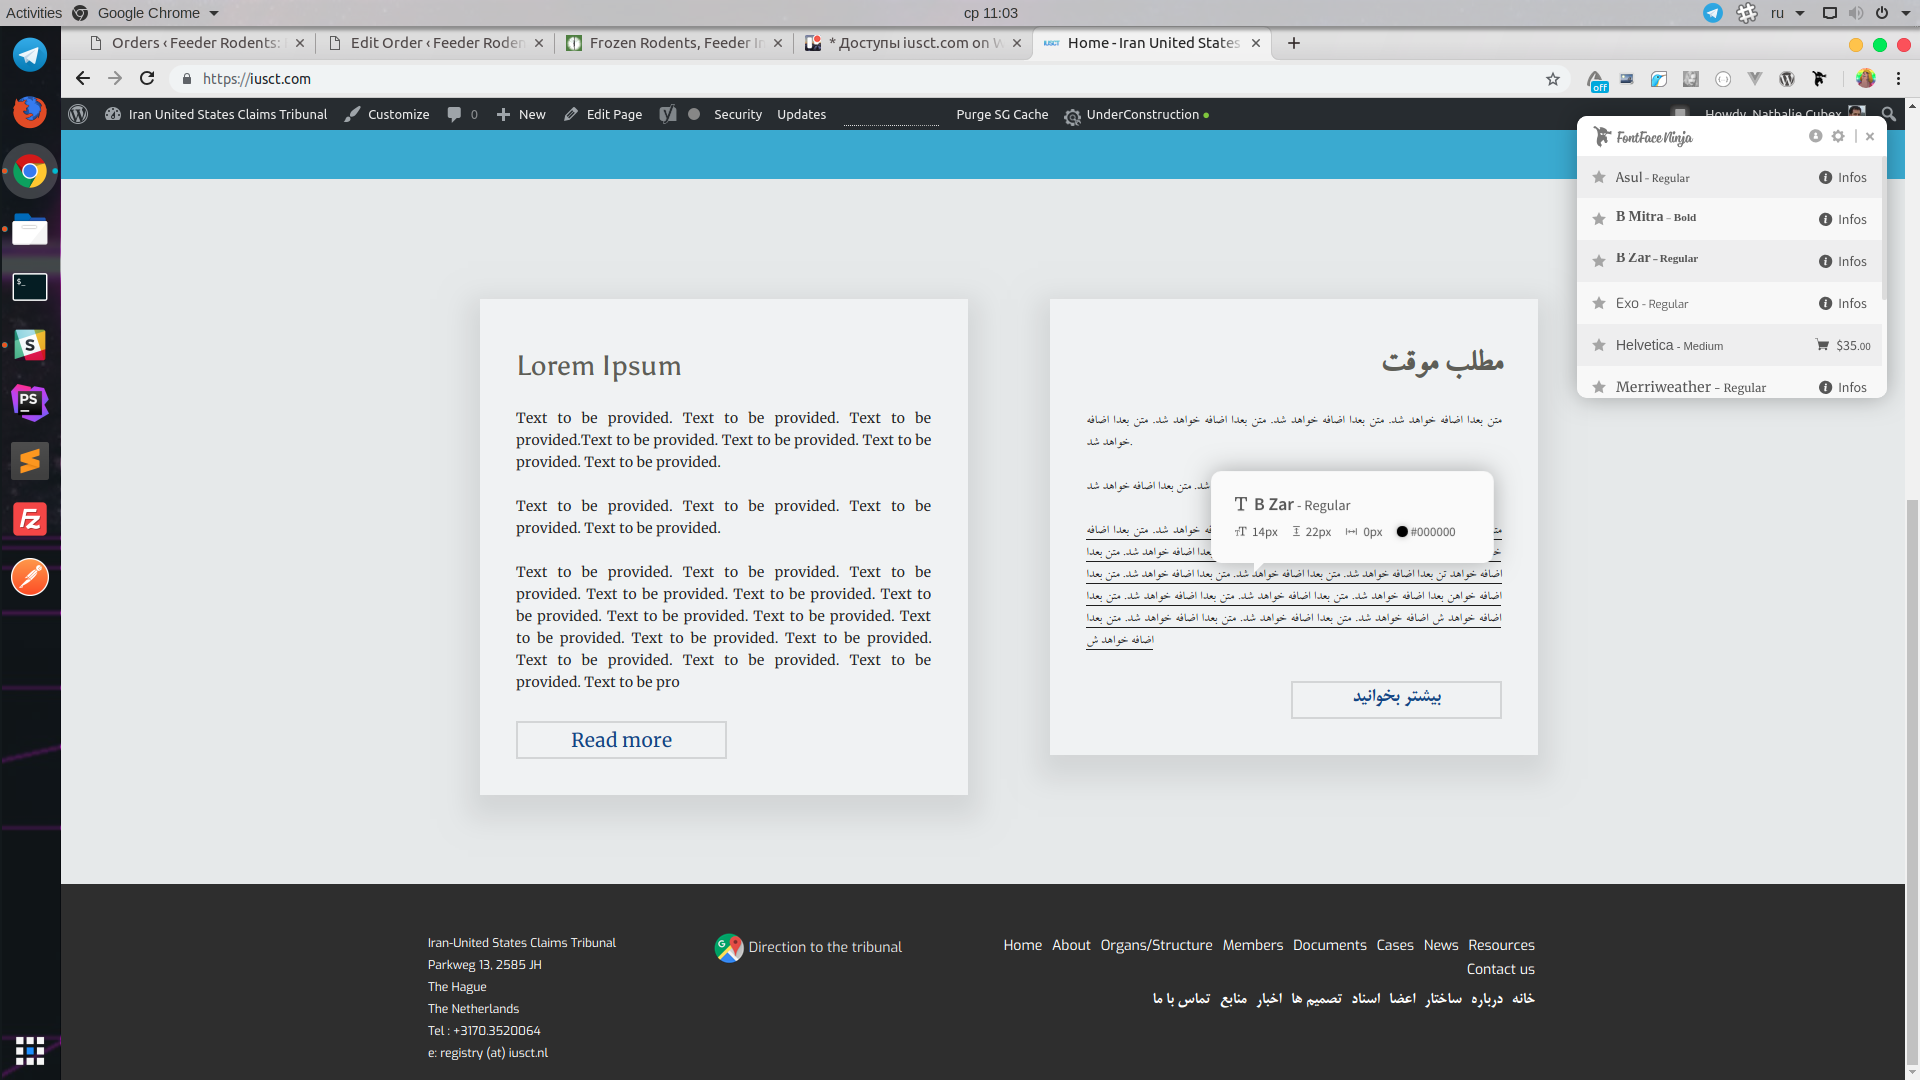 Activities Google Chrome ср 11:03 ru
Orders ‹ Feeder Rodents:
Edit Order ‹ Feeder Roden
Frozen Rodents, Feeder In
* Доступы iusct.com on W
Home - Iran United States
https://iusct.com
off
Iran United States Claims Tribunal Customize 0 New Edit Page Security Updates Purge SG Cache UnderConstruction Howdy, Nathalie Cubex
FontFace Ninja
Asul - Regular Infos
B Mitra - Bold Infos
B Zar - Regular Infos
Exo - Regular Infos
Helvetica - Medium $35.00
Merriweather - Regular Infos
Lorem Ipsum
Text to be provided. Text to be provided. Text to be
provided.Text to be provided. Text to be provided. Text to be
provided. Text to be provided.
Text to be provided. Text to be provided. Text to be
provided. Text to be provided.
Text to be provided. Text to be provided. Text to be
provided. Text to be provided. Text to be provided. Text to
be provided. Text to be provided. Text to be provided. Text
to be provided. Text to be provided. Text to be provided.
Text to be provided. Text to be provided. Text to be
provided. Text to be pro
Read more
مطلب موقت
متن بعدا اضافه خواهد شد. متن بعدا اضافه خواهد شد. متن بعدا اضافه خواهد شد. متن بعدا اضافه
خواهد شد.
شد. متن بعدا اضافه خواهد شد
B Zar - Regular
14px 22px 0px #000000
خواهد شد. متن بعدا اضافه
بعدا اضافه خواهد شد. متن بعدا
اضافه خواهد تن بعدا اضافه خواهد شد. متن بعدا اضافه خواهد شد. متن بعدا اضافه خواهد شد. متن بعدا
اضافه خواهن بعدا اضافه خواهد شد. متن بعدا اضافه خواهد شد. متن بعدا اضافه خواهد شد. متن بعدا
اضافه خواهد ش اضافه خواهد شد. متن بعدا اضافه خواهد شد. متن بعدا اضافه خواهد شد. متن بعدا
اضافه خواهد ش
بیشتر بخوانید
Iran-United States Claims Tribunal
Parkweg 13, 2585 JH
The Hague
The Netherlands
Tel : +3170.3520064
e: registry (at) iusct.nl
Direction to the tribunal
Home About Organs/Structure Members Documents Cases News Resources
Contact us
خانه درباره ساختار اعضا اسناد تصمیم ها اخبار منابع تماس با ما